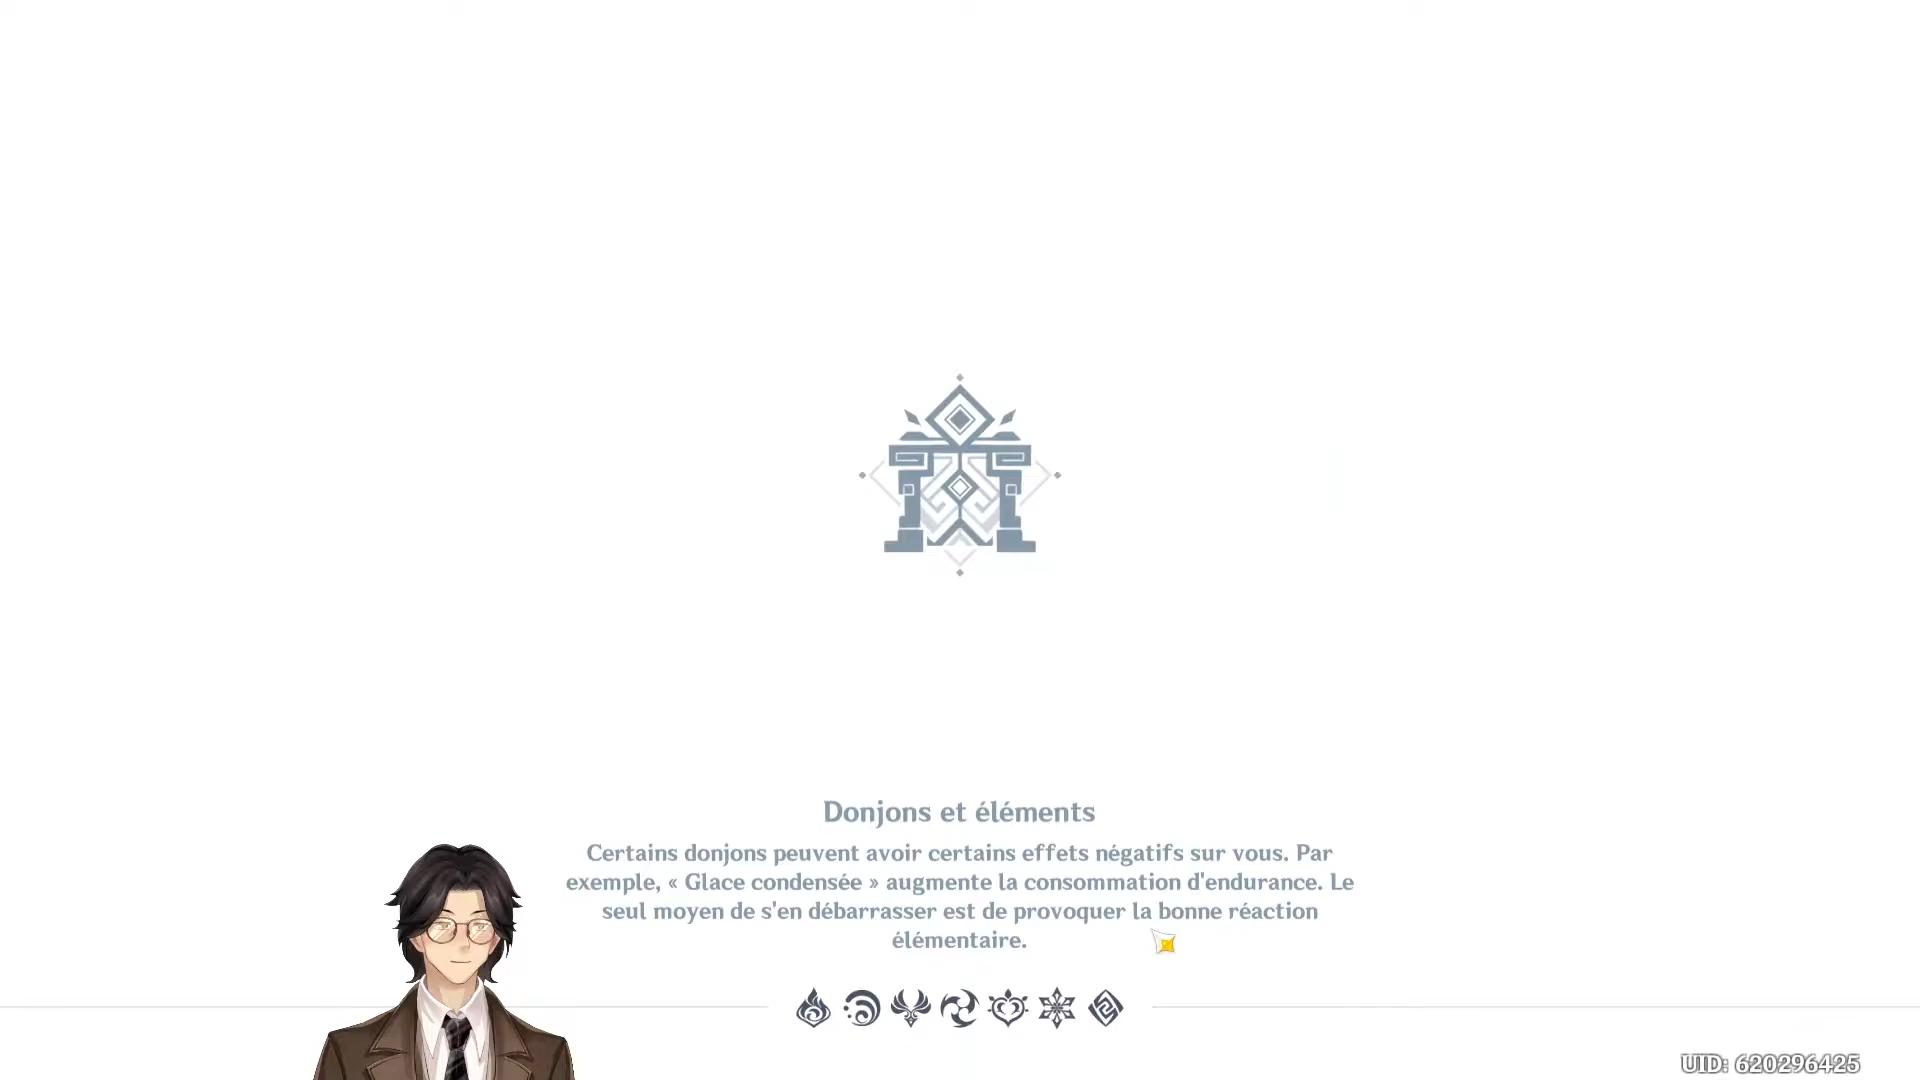 Donjons et éléments
Certains donjons peuvent avoir certains effets négatifs sur vous. Par
exemple, « Glace condensée » augmente la consommation d'endurance. Le
seul moyen de s'en débarrasser est de provoquer la bonne réaction
élémentaire.
UID: 620296425